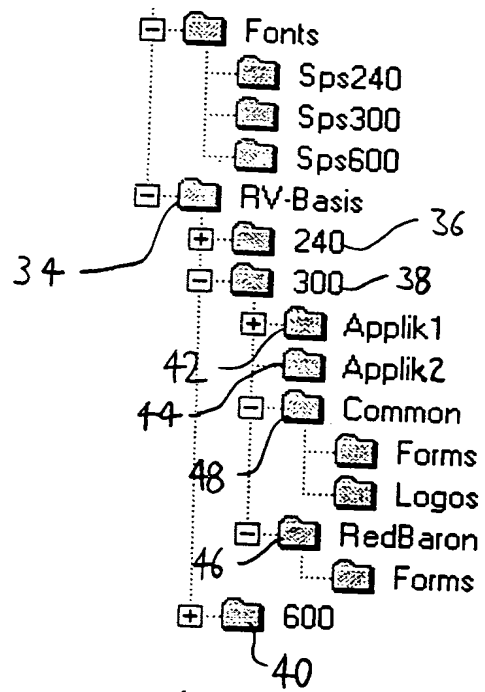 Fonts
Sps240
Sps300
Sps600
RV-Basis
34
240 36
300 38
Applik1
42
Applik2
44
Common
48
Forms
Logos
RedBaron
46
Forms
600
40